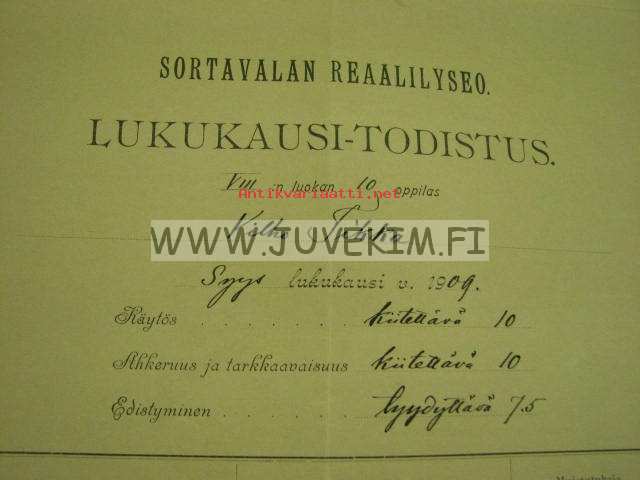 SORTAVALAN REAALILYSEO.
LUKUKAUSI-TODISTUS.
VIII -n luokan 10 oppilas
Antikvariaatti.net
WWW.JUVEKIM.FI
Syys lukukausi v. 1909.
Käytös . . . . . . . kiitettävä 10
Ahkeruus ja tarkkaavaisuus kiitettävä 10
Edistyminen . . . . . . tyydyttävä 7.5